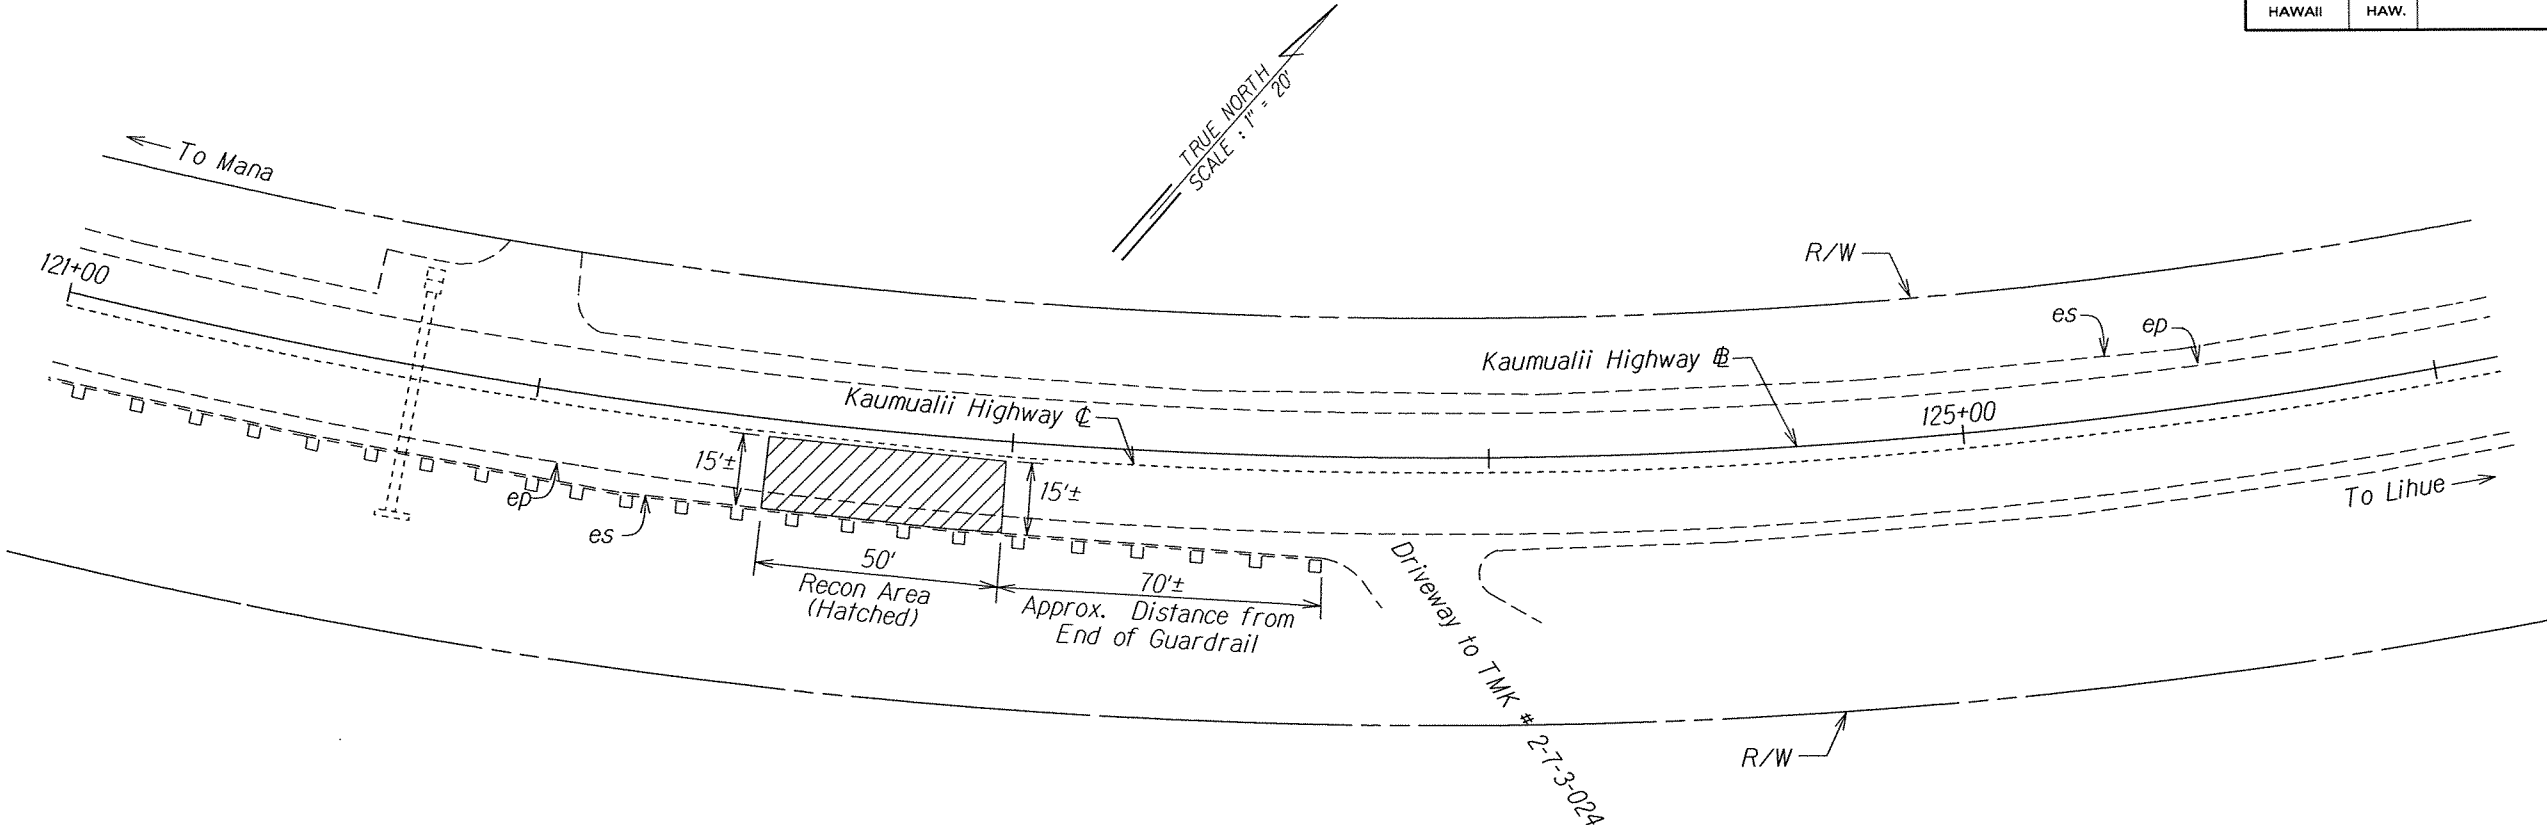 HAWAII HAW.
TRUE NORTH
SCALE : 1" = 20'
To Mana
121+00
R/W
es
ep
Kaumualii Highway ℄
Kaumualii Highway
125+00
15'±
15'±
ep
es
To Lihue
50'
Recon Area
(Hatched)
70'±
Approx. Distance from
End of Guardrail
Driveway to TMK # 2-7-3-024
R/W